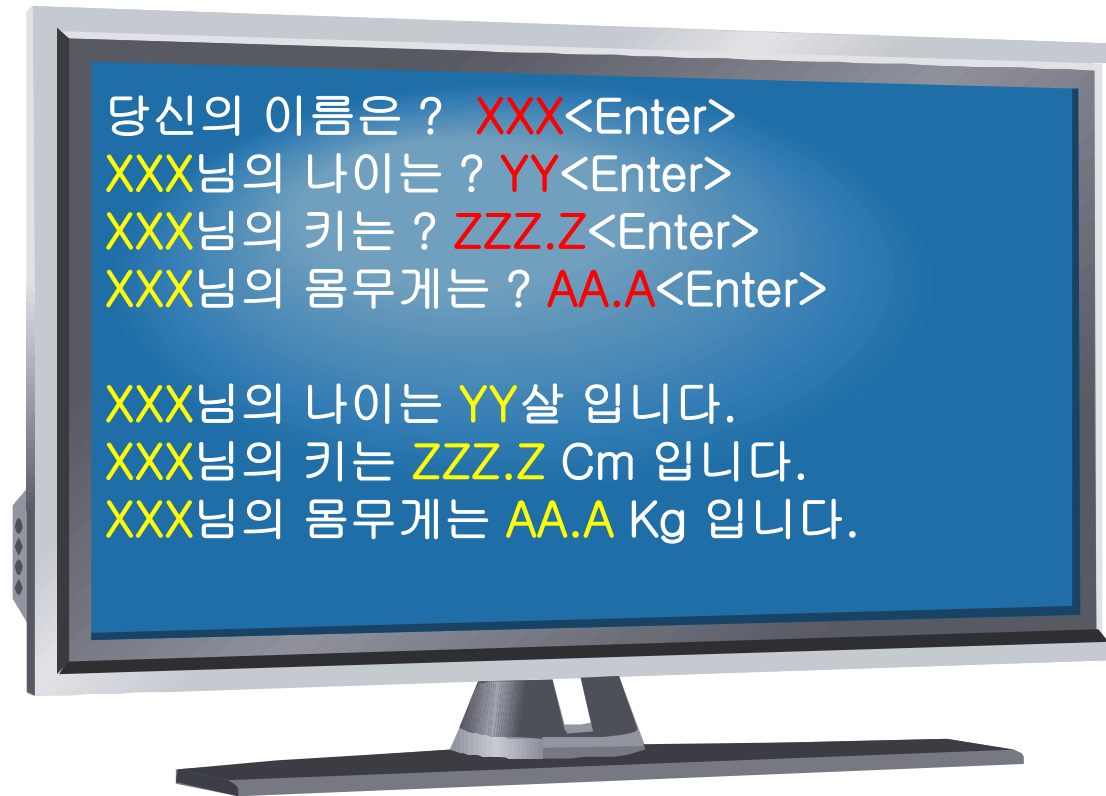 당신의 이름은 ? XXX<Enter>
XXX님의 나이는 ? YY<Enter>
XXX님의 키는 ? ZZZ.Z<Enter>
XXX님의 몸무게는 ? AA.A<Enter>
XXX님의 나이는 YY살 입니다.
XXX님의 키는 ZZZ.Z Cm 입니다.
XXX님의 몸무게는 AA.A Kg 입니다.